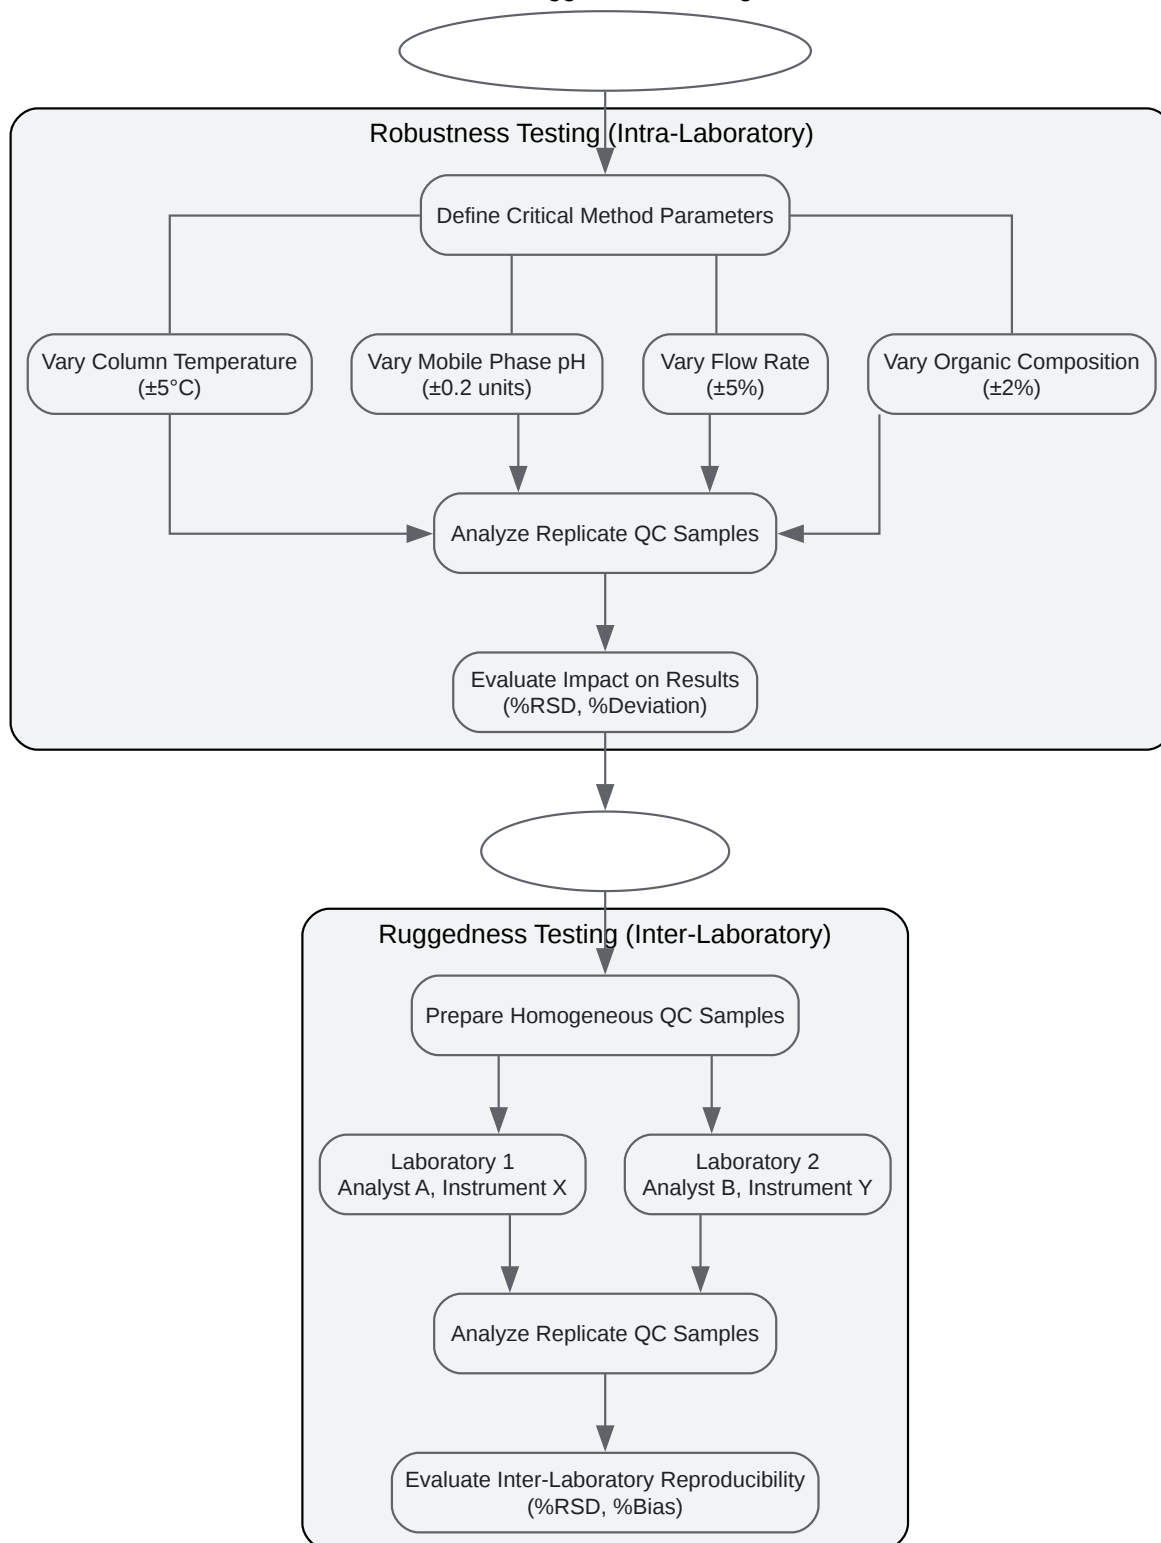 Robustness Testing (Intra-Laboratory)
Define Critical Method Parameters
Vary Column Temperature
(±5°C)
Vary Mobile Phase pH
(±0.2 units)
Vary Flow Rate
(±5%)
Vary Organic Composition
(±2%)
Analyze Replicate QC Samples
Evaluate Impact on Results
(%RSD, %Deviation)
Ruggedness Testing (Inter-Laboratory)
Prepare Homogeneous QC Samples
Laboratory 1
Analyst A, Instrument X
Laboratory 2
Analyst B, Instrument Y
Analyze Replicate QC Samples
Evaluate Inter-Laboratory Reproducibility
(%RSD, %Bias)